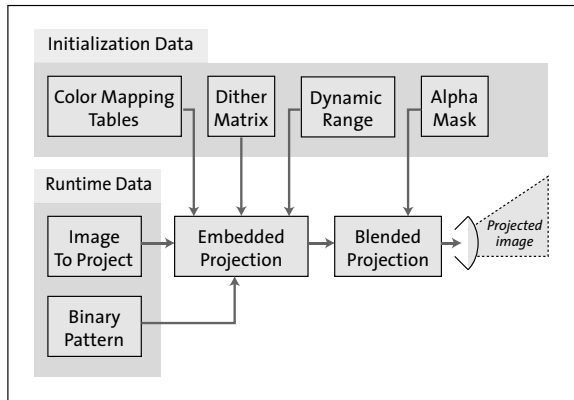 Initialization Data
Color Mapping
Tables
Dither
Matrix
Dynamic
Range
Alpha
Mask
Runtime Data
Image
To Project
Embedded
Projection
Blended
Projection
Projected
image
Binary
Pattern